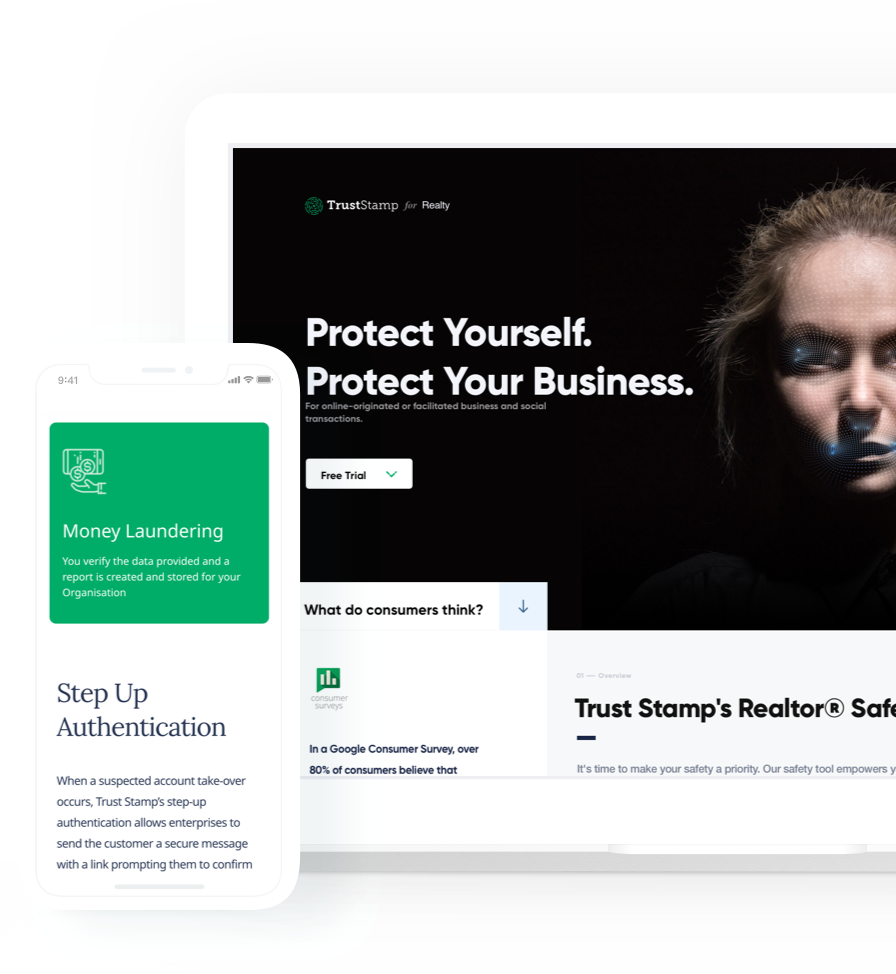 TrustStamp for Realty
Protect Yourself.
Protect Your Business.
For online-originated or facilitated business and social
transactions.
Free Trial
What do consumers think?
consumer
surveys
In a Google Consumer Survey, over
80% of consumers believe that
01 — Overview
Trust Stamp's Realtor® Safe
It's time to make your safety a priority. Our safety tool empowers y
9:41
Money Laundering
You verify the data provided and a
report is created and stored for your
Organisation
Step Up
Authentication
When a suspected account take-over
occurs, Trust Stamp's step-up
authentication allows enterprises to
send the customer a secure message
with a link prompting them to confirm